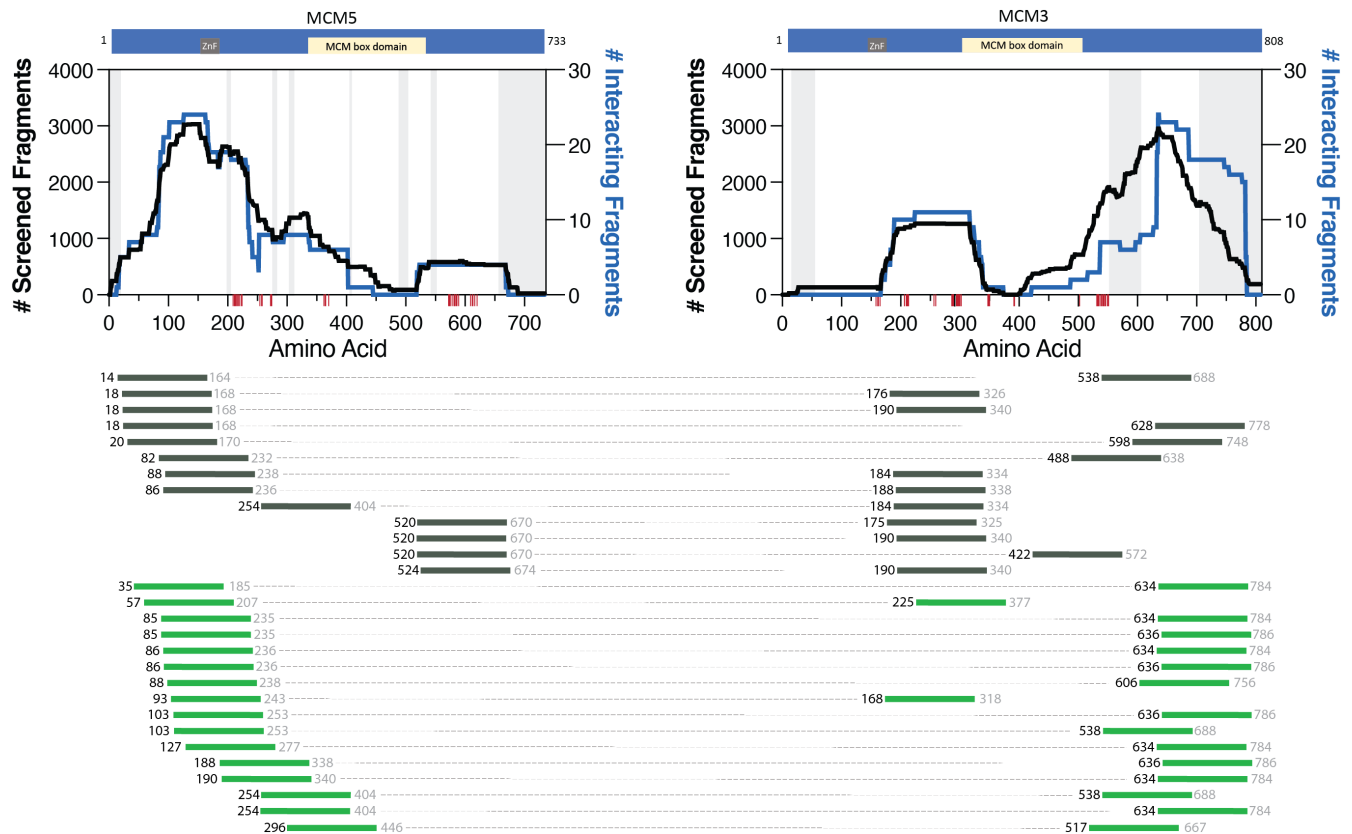 MCM5
MCM3
1 ZnF MCM box domain 733
1 ZnF MCM box domain 808
# Screened Fragments
4000
3000
2000
1000
0
30
20
10
0
# Interacting Fragments
0 100 200 300 400 500 600 700
Amino Acid
# Screened Fragments
4000
3000
2000
1000
0
30
20
10
0
# Interacting Fragments
0 100 200 300 400 500 600 700 800
Amino Acid
14 164 538 688
18 168 176 326
18 168 190 340
18 168 628 778
20 170 598 748
82 232 488 638
88 238 184 334
86 236 188 338
254 404 184 334
520 670 175 325
520 670 190 340
520 670 422 572
524 674 190 340
35 185 634 784
57 207 225 377
85 235 634 784
85 235 636 786
86 236 634 784
86 236 636 786
88 238 606 756
93 243 168 318
103 253 636 786
103 253 538 688
127 277 634 784
188 338 636 786
190 340 634 784
254 404 538 688
254 404 634 784
296 446 517 667